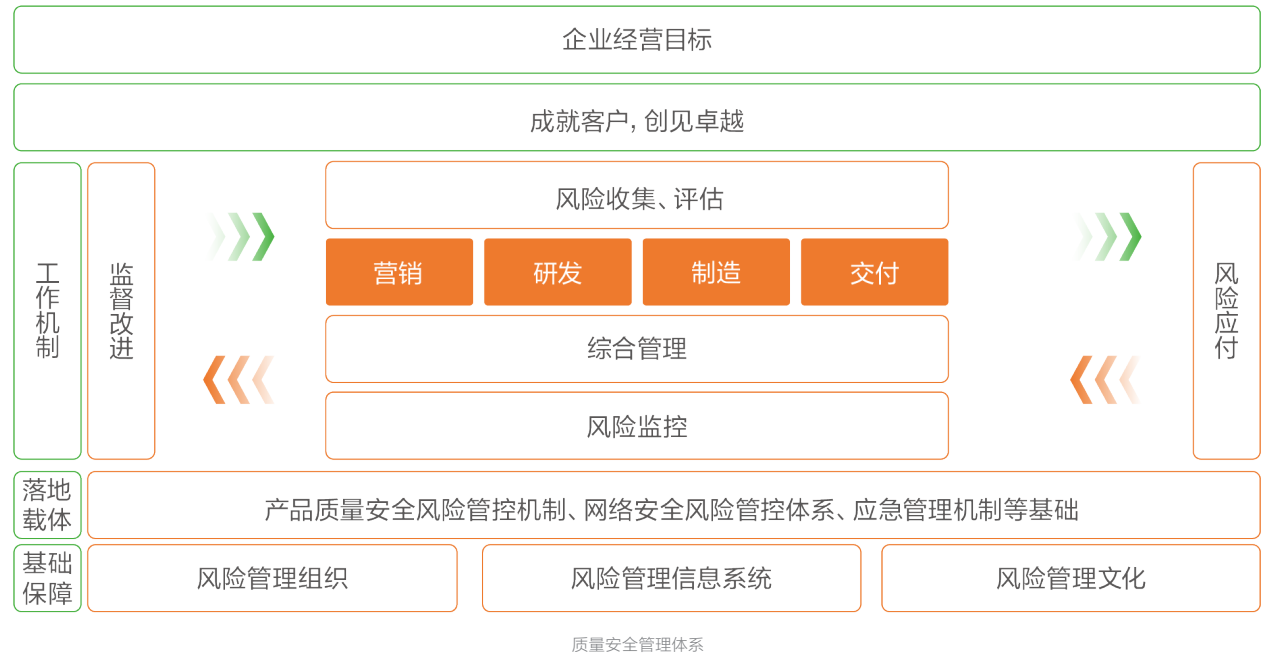 企业经营目标
成就客户，创见卓越
工作机制
监督改进
风险收集、评估
营销
研发
制造
交付
综合管理
风险监控
风险应付
落地
载体
产品质量安全风险管控机制、网络安全风险管控体系、应急管理机制等基础
基础
保障
风险管理组织
风险管理信息系统
风险管理文化
质量安全管理体系